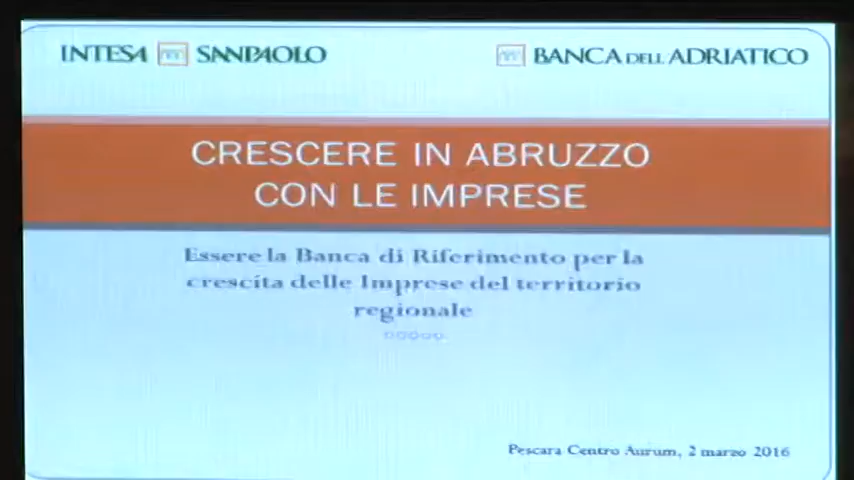 INTESA SANPAOLO
BANCA DELL'ADRIATICO
CRESCERE IN ABRUZZO
CON LE IMPRESE
Essere la Banca di Riferimento per la
crescita delle Imprese del territorio
regionale
Pescara Centro Aurum, 2 marzo 2016